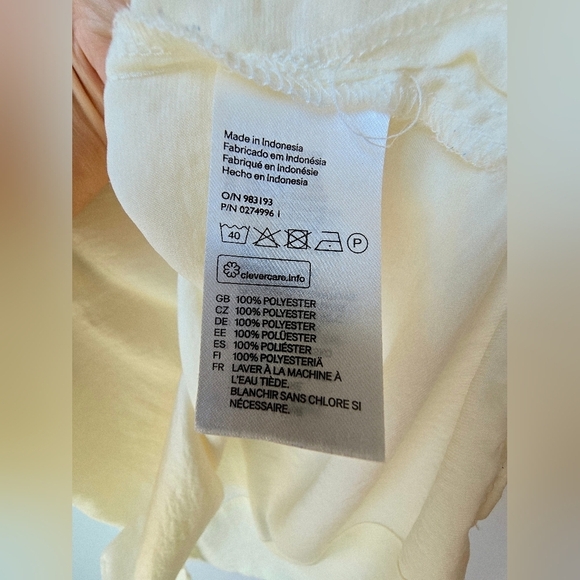 Made in Indonesia
Fabricado em Indonésia
Fabriqué en Indonésie
Hecho en Indonesia
O/N 983193
P/N 0274996 1
40 P
clevercare.info
GB 100% POLYESTER
CZ 100% POLYESTER
DE 100% POLYESTER
EE 100% POLÜESTER
ES 100% POLIÉSTER
FI 100% POLYESTERIÄ
FR LAVER À LA MACHINE À
L'EAU TIÈDE.
BLANCHIR SANS CHLORE SI
NÉCESSAIRE.